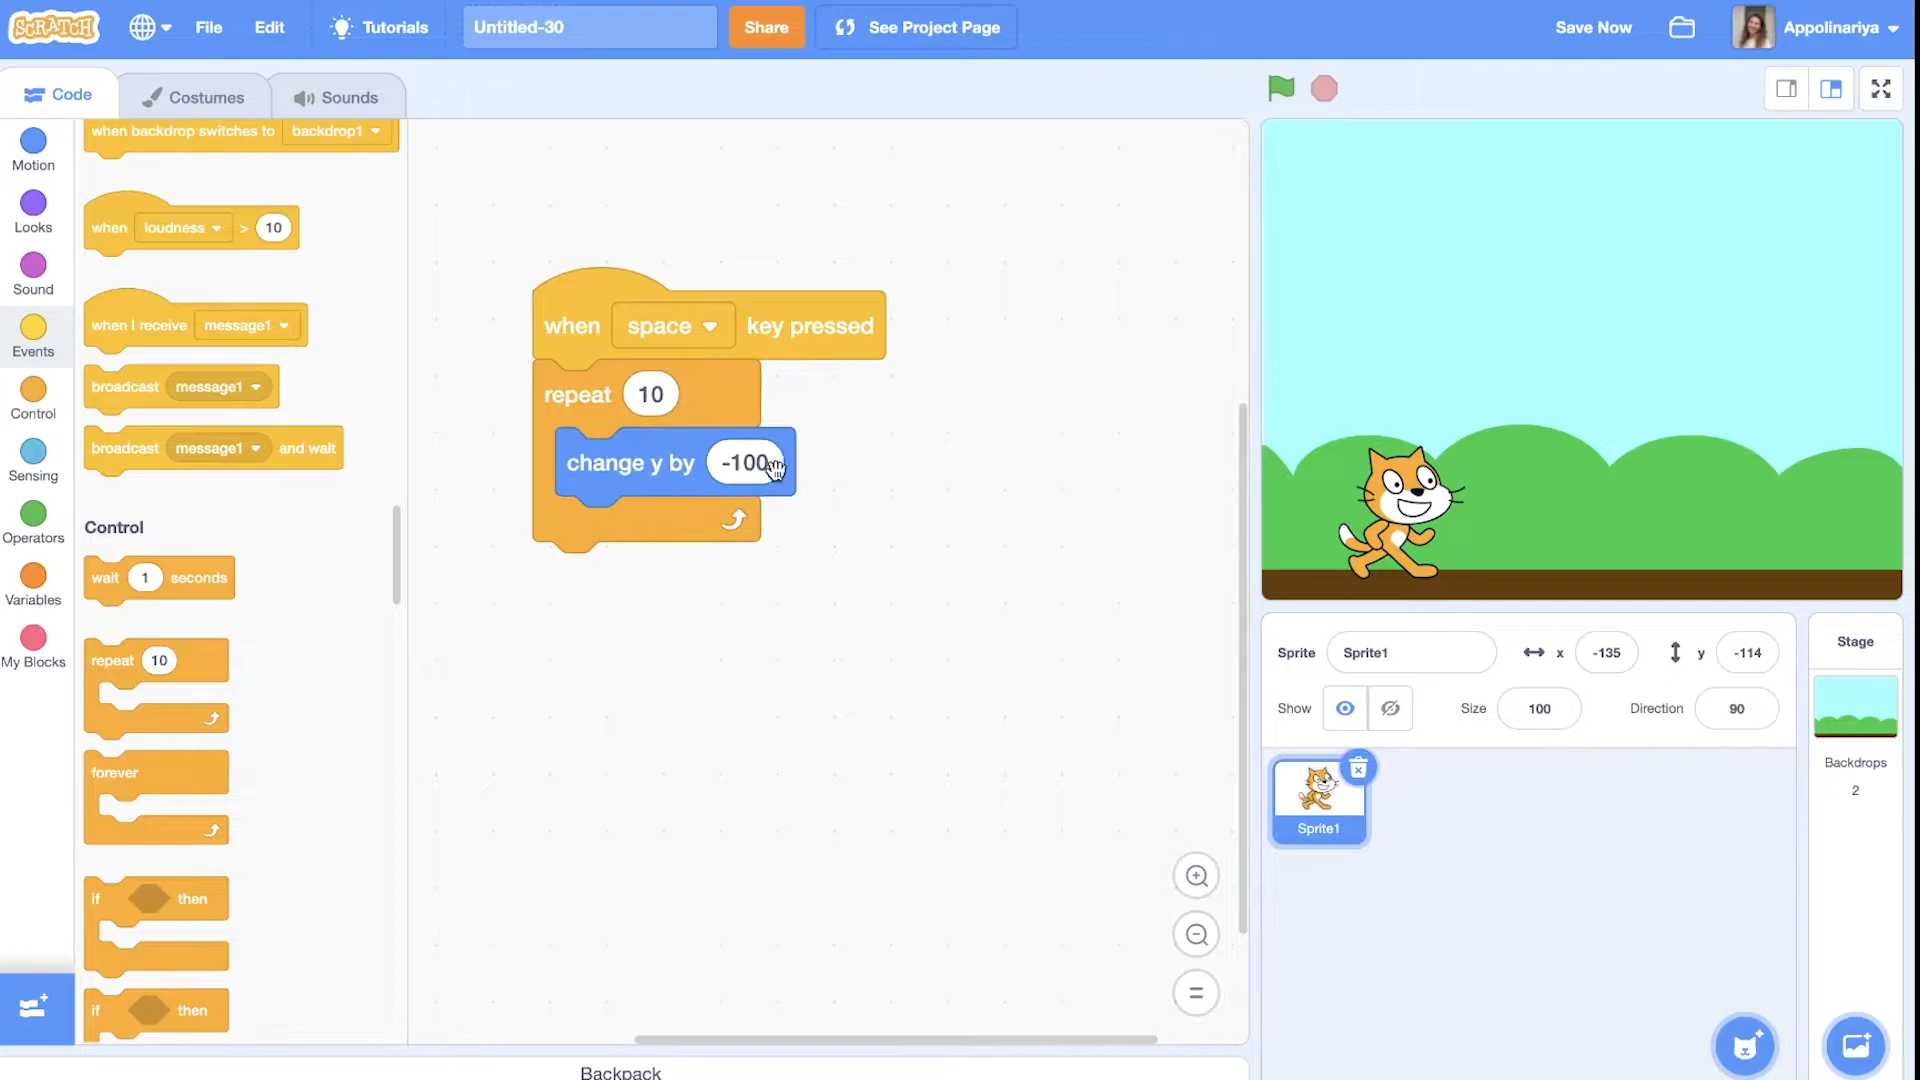 SCRATCH
File
Edit
Tutorials
Untitled-30
Share
See Project Page
Save Now
Appolinariya
Code
Costumes
Sounds
Motion
Looks
Sound
Events
Control
Sensing
Operators
Variables
My Blocks
when backdrop switches to backdrop1
when loudness > 10
when I receive message1
broadcast message1
broadcast message1 and wait
Control
wait 1 seconds
repeat 10
forever
if then
if then
when space key pressed
repeat 10
change y by -100
Backpack
Sprite Sprite1 x -135 y -114
Show Size 100 Direction 90
Sprite1
Stage
Backdrops
2